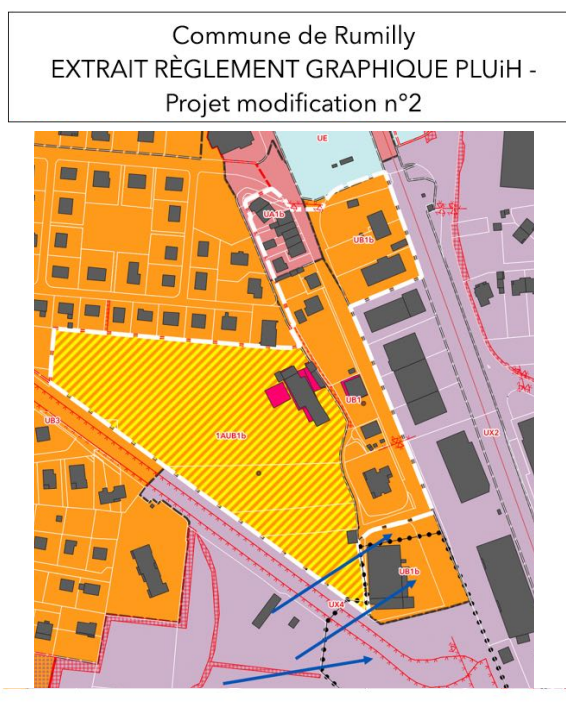 Commune de Rumilly
EXTRAIT RÈGLEMENT GRAPHIQUE PLUiH -
Projet modification n°2
UE
UA1b
UB1b
UB1
UB3
UX2
1AUB1b
UB1b
UX4